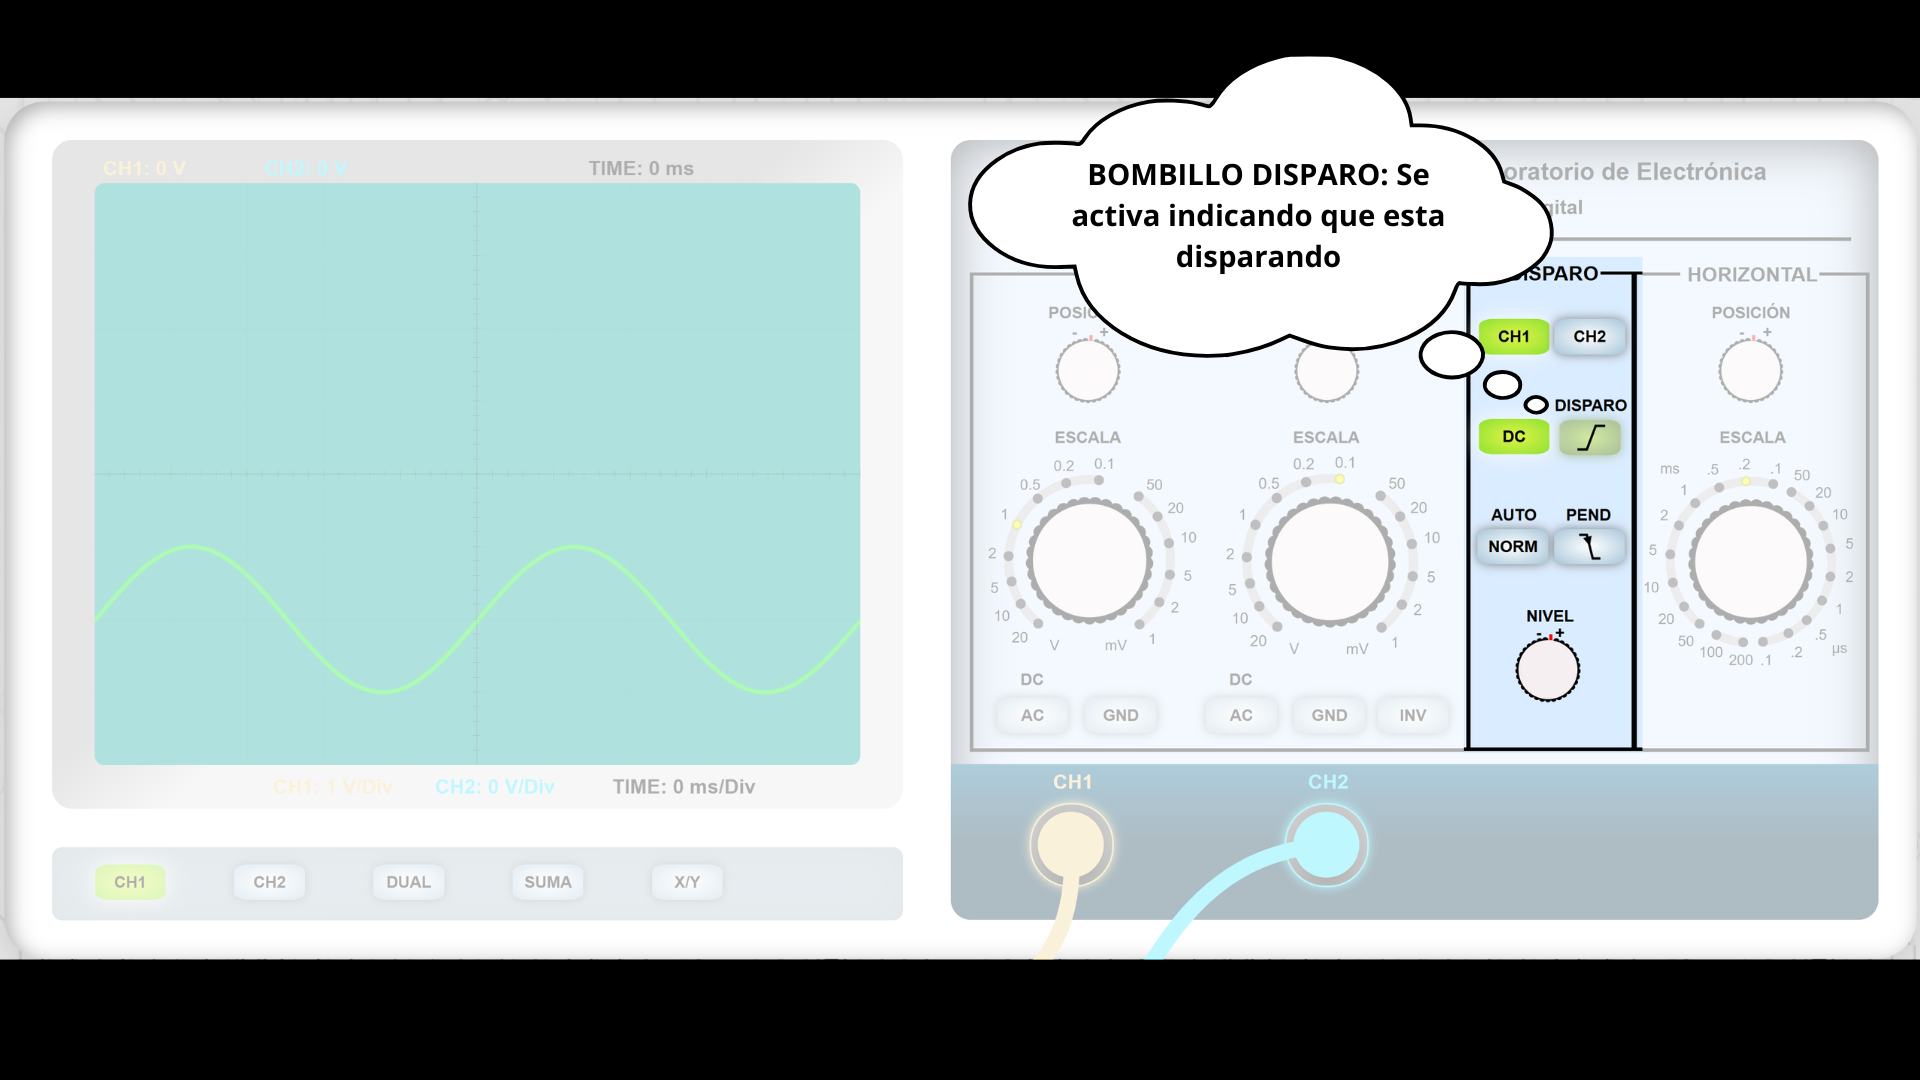 CH1: 0 V
CH2: 0 V
TIME: 0 ms
CH1: 1 V/Div
CH2: 0 V/Div
TIME: 0 ms/Div
CH1
CH2
DUAL
SUMA
X/Y
BOMBILLO DISPARO: Se
activa indicando que esta
disparando
de Electrónica
POSICIÓN
- +
ESCALA
0.2 0.1
0.5 50
1 20
2 10
5 5
10 2
20 V mV 1
DC
AC
GND
ESCALA
0.2 0.1
0.5 50
1 20
2 10
5 5
10 2
20 V mV 1
DC
AC
GND
INV
CH1
CH2
DISPARO
DC
AUTO
PEND
NORM
NIVEL
- +
HORIZONTAL
- +
ESCALA
ms .5 .2 .1 50
1 20
2 10
5 5
10 2
20 1
50 .5
100 200 .1 .2 µs
CH1
CH2